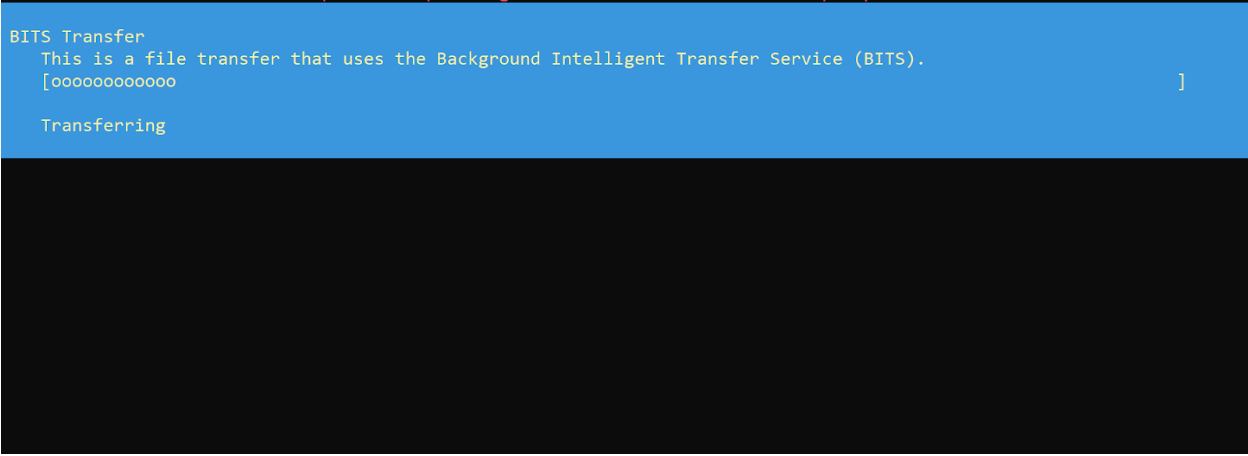 BITS Transfer
This is a file transfer that uses the Background Intelligent Transfer Service (BITS).
[oooooooooooo ]
Transferring